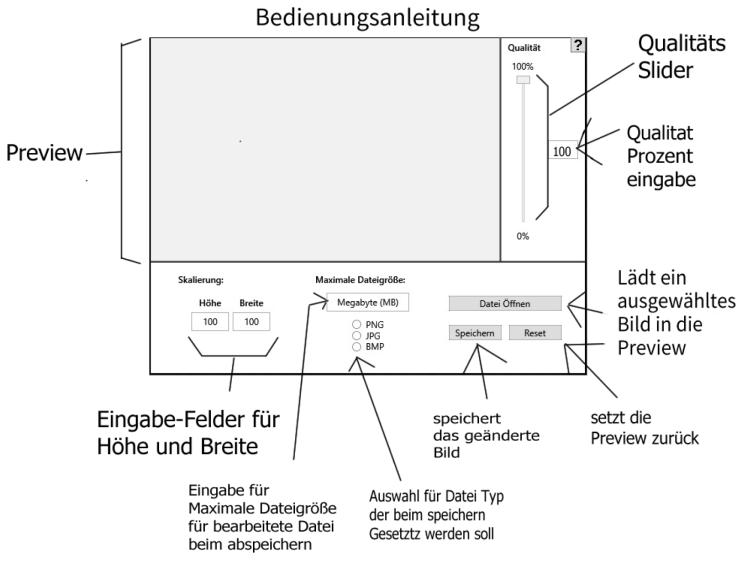 Bedienungsanleitung
Qualität
?
100%
Qualitäts
Slider
Preview
100
Qualitat
Prozent
eingabe
0%
Skalierung:
Maximale Dateigröße:
Höhe
Breite
Megabyte (MB)
Datei Öffnen
100
100
PNG
JPG
BMP
Speichern
Reset
Lädt ein
ausgewähltes
Bild in die
Preview
Eingabe-Felder für
Höhe und Breite
speichert
das geänderte
Bild
setzt die
Preview zurück
Eingabe für
Maximale Dateigröße
für bearbeitete Datei
beim abspeichern
Auswahl für Datei Typ
der beim speichern
Gesetztz werden soll